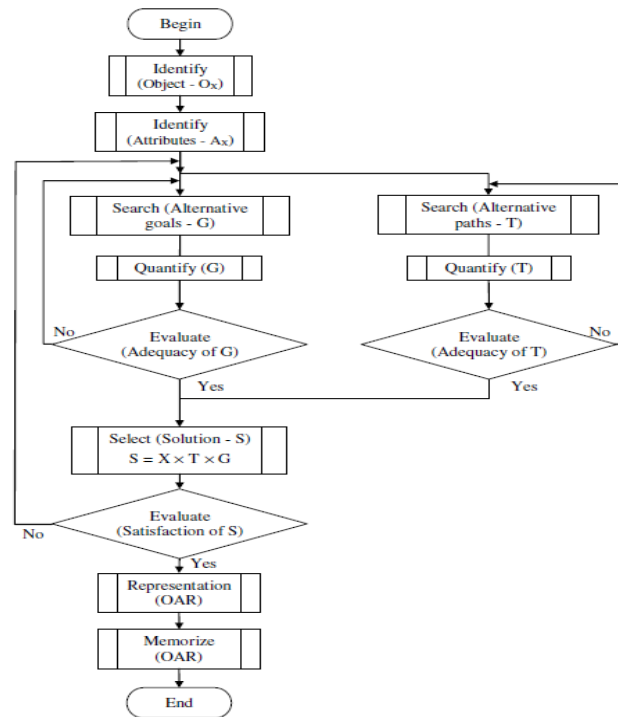 Begin
Identify
(Object - Oₓ)
Identify
(Attributes - Aₓ)
Search (Alternative
goals - G)
Search (Alternative
paths - T)
Quantify (G)
Quantify (T)
No
Evaluate
(Adequacy of G)
Evaluate
(Adequacy of T)
No
Yes
Yes
Select (Solution - S)
S = X × T × G
Evaluate
(Satisfaction of S)
No
Yes
Representation
(OAR)
Memorize
(OAR)
End